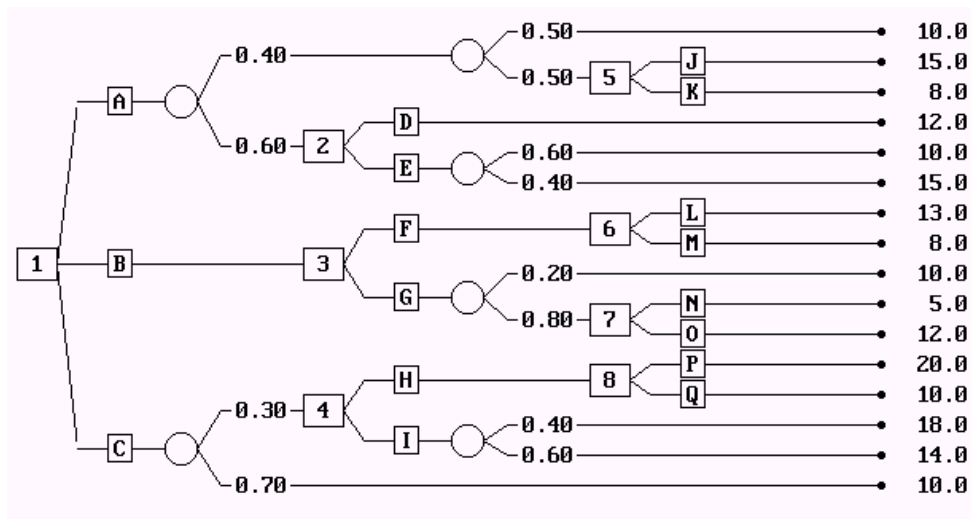 0.50 10.0
0.40
J 15.0
0.50 5
K 8.0
A
D 12.0
0.60 2
0.60 10.0
E
0.40 15.0
L 13.0
F 6
M 8.0
1 B 3
0.20 10.0
G
N 5.0
0.80 7
O 12.0
P 20.0
H 8
Q 10.0
0.30 4
0.40 18.0
I
C
0.60 14.0
0.70 10.0